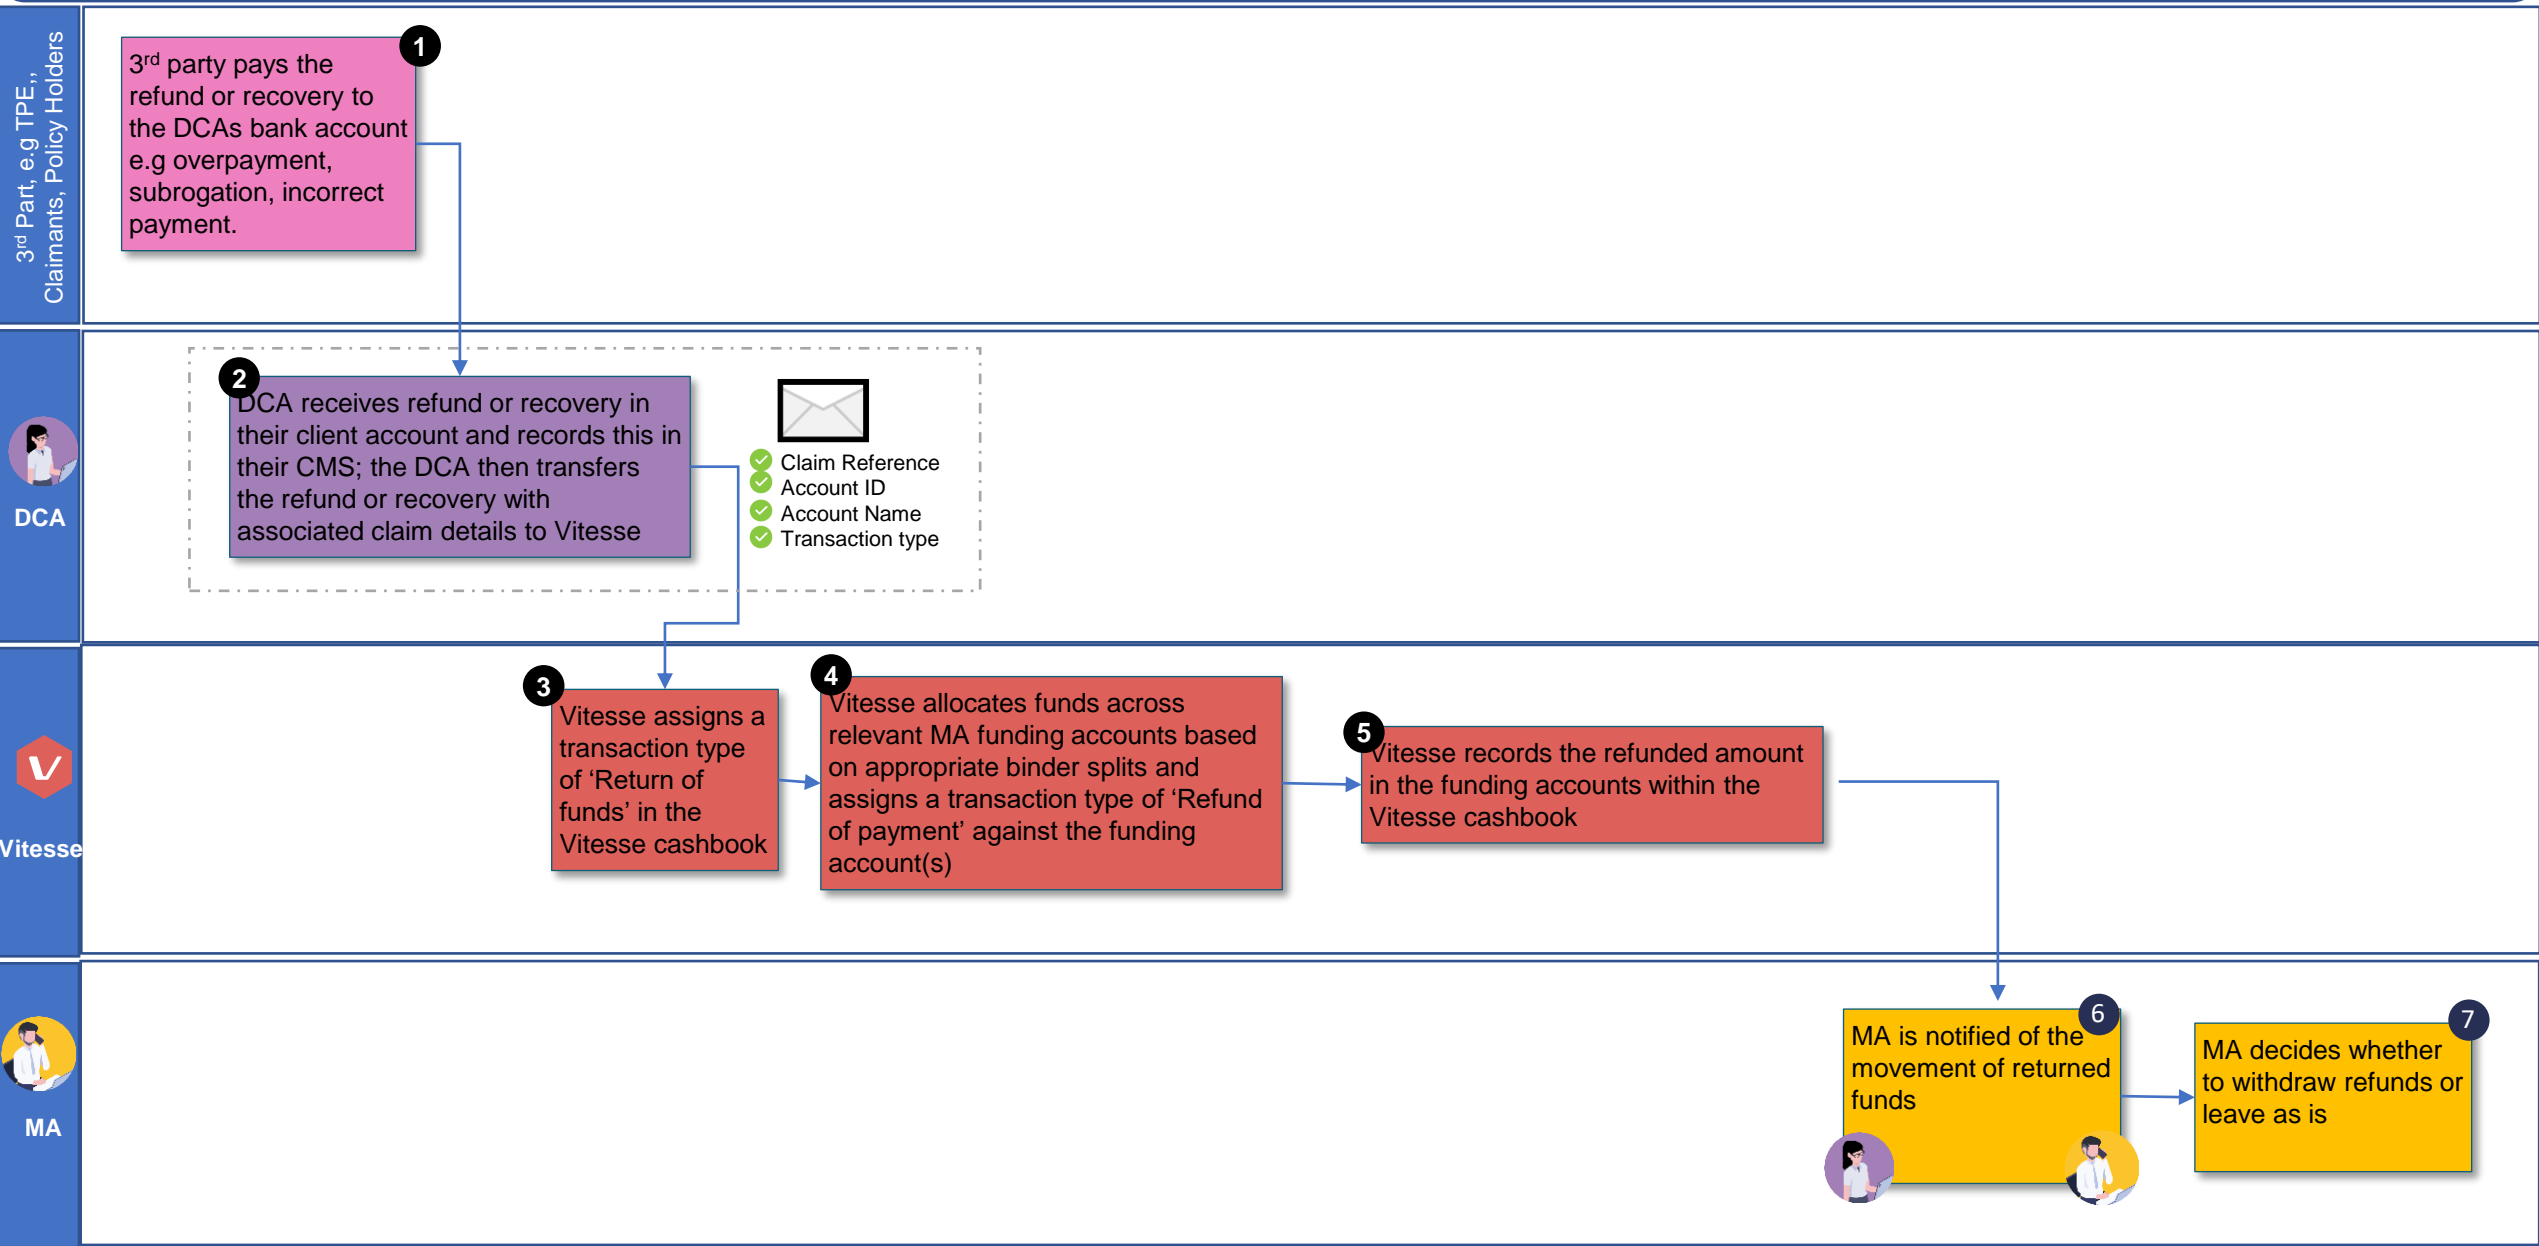 3rd Part, e.g TPE,,
Claimants, Policy Holders
1
3rd party pays the
refund or recovery to
the DCAs bank account
e.g overpayment,
subrogation, incorrect
payment.
DCA
2
DCA receives refund or recovery in
their client account and records this in
their CMS; the DCA then transfers
the refund or recovery with
associated claim details to Vitesse
Claim Reference
Account ID
Account Name
Transaction type
V
Vitesse
3
Vitesse assigns a
transaction type
of ‘Return of
funds’ in the
Vitesse cashbook
4
Vitesse allocates funds across
relevant MA funding accounts based
on appropriate binder splits and
assigns a transaction type of ‘Refund
of payment’ against the funding
account(s)
5
Vitesse records the refunded amount
in the funding accounts within the
Vitesse cashbook
MA
6
MA is notified of the
movement of returned
funds
7
MA decides whether
to withdraw refunds or
leave as is